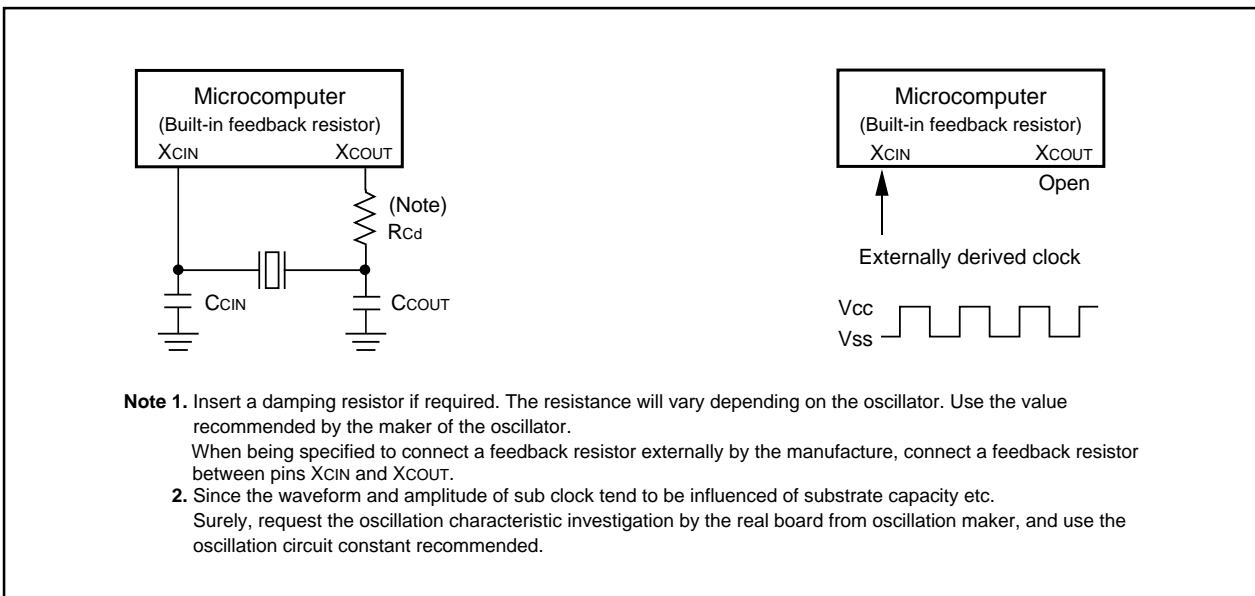 Microcomputer
(Built-in feedback resistor)
XCIN XCOUT
(Note)
RCd
CCIN
CCOUT
Microcomputer
(Built-in feedback resistor)
XCIN XCOUT
Open
Externally derived clock
Vcc
Vss
Note 1. Insert a damping resistor if required. The resistance will vary depending on the oscillator. Use the value
recommended by the maker of the oscillator.
When being specified to connect a feedback resistor externally by the manufacture, connect a feedback resistor
between pins XCIN and XCOUT.
2. Since the waveform and amplitude of sub clock tend to be influenced of substrate capacity etc.
Surely, request the oscillation characteristic investigation by the real board from oscillation maker, and use the
oscillation circuit constant recommended.